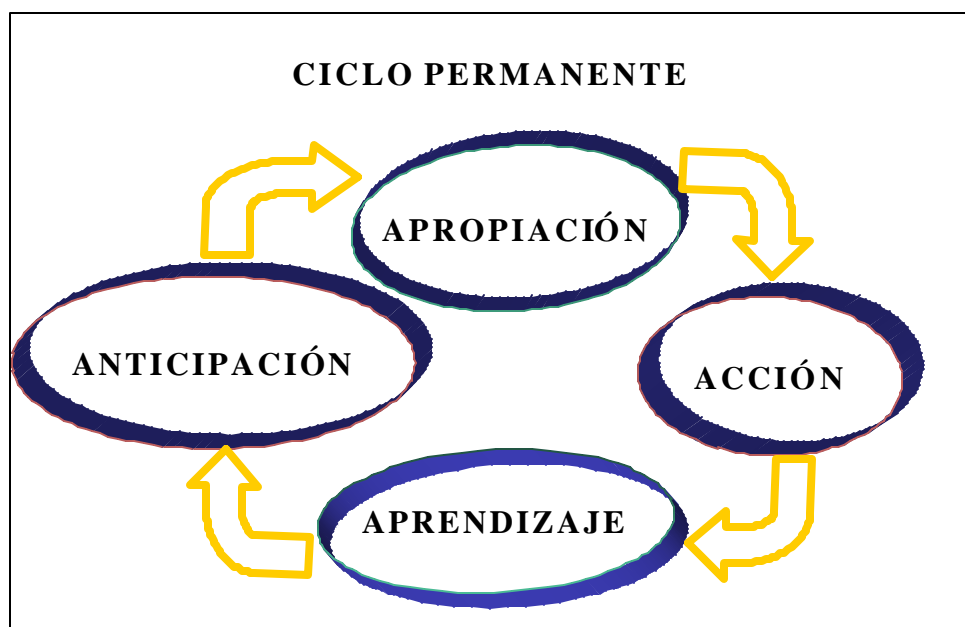 CICLO PERMANENTE
APROPIACIÓN
ANTICIPACIÓN
ACCIÓN
APRENDIZAJE